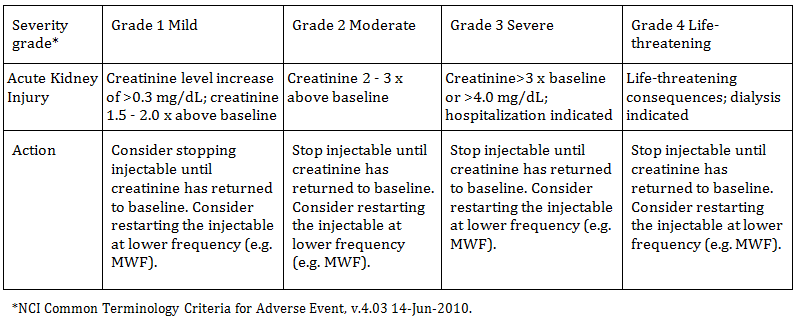 Severity grade*
Grade 1 Mild
Grade 2 Moderate
Grade 3 Severe
Grade 4 Life-
threatening
Acute Kidney
Injury
Creatinine level increase
of >0.3 mg/dL; creatinine
1.5 - 2.0 x above baseline
Creatinine 2 - 3 x
above baseline
Creatinine>3 x baseline
or >4.0 mg/dL;
hospitalization indicated
Life-threatening
consequences; dialysis
indicated
Action
Consider stopping
injectable until
creatinine has returned
to baseline. Consider
restarting the injectable
at lower frequency (e.g.
MWF).
Stop injectable until
creatinine has
returned to baseline.
Consider restarting
the injectable at
lower frequency (e.g.
MWF).
Stop injectable until
creatinine has returned
to baseline. Consider
restarting the injectable
at lower frequency (e.g.
MWF).
Stop injectable until
creatinine has
returned to baseline.
Consider restarting
the injectable at lower
frequency (e.g. MWF).
*NCI Common Terminology Criteria for Adverse Event, v.4.03 14-Jun-2010.